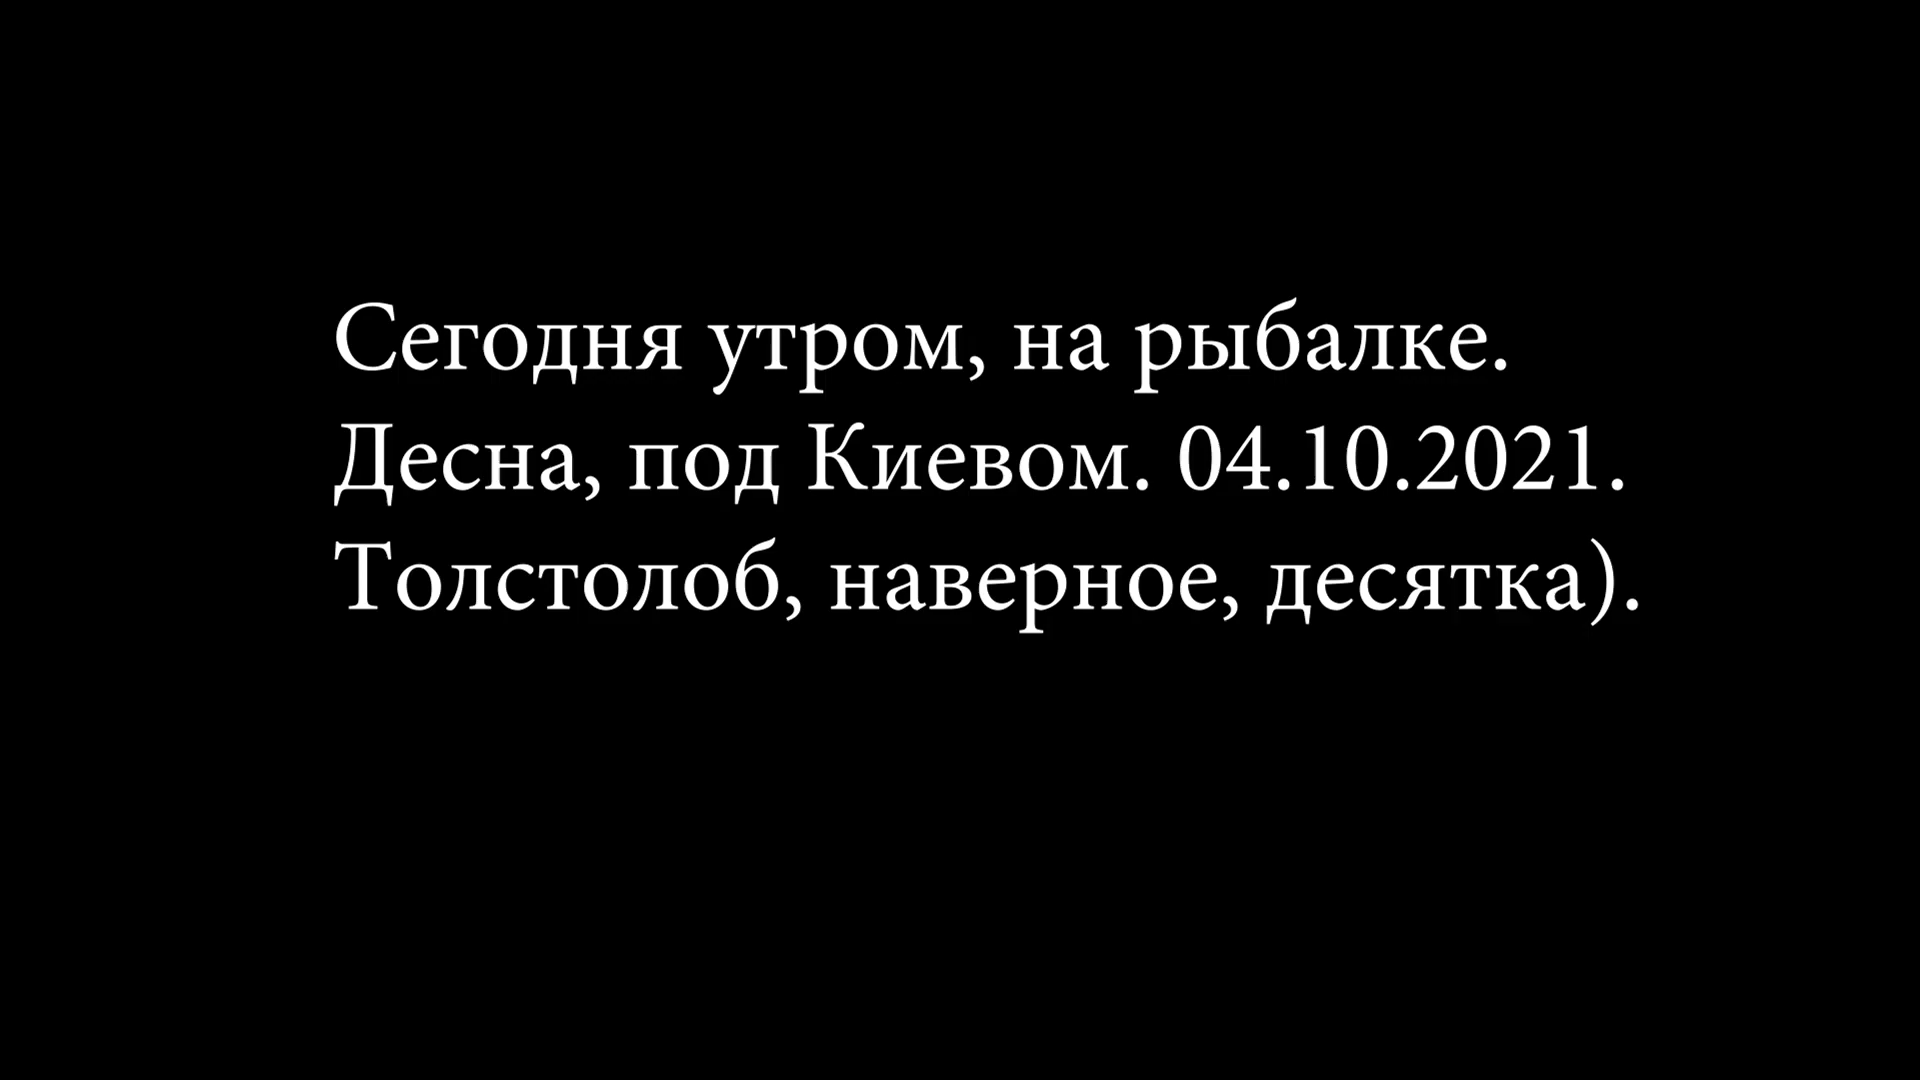 Сегодня утром, на рыбалке.
Десна, под Киевом. 04.10.2021.
Толстолоб, наверное, десятка).